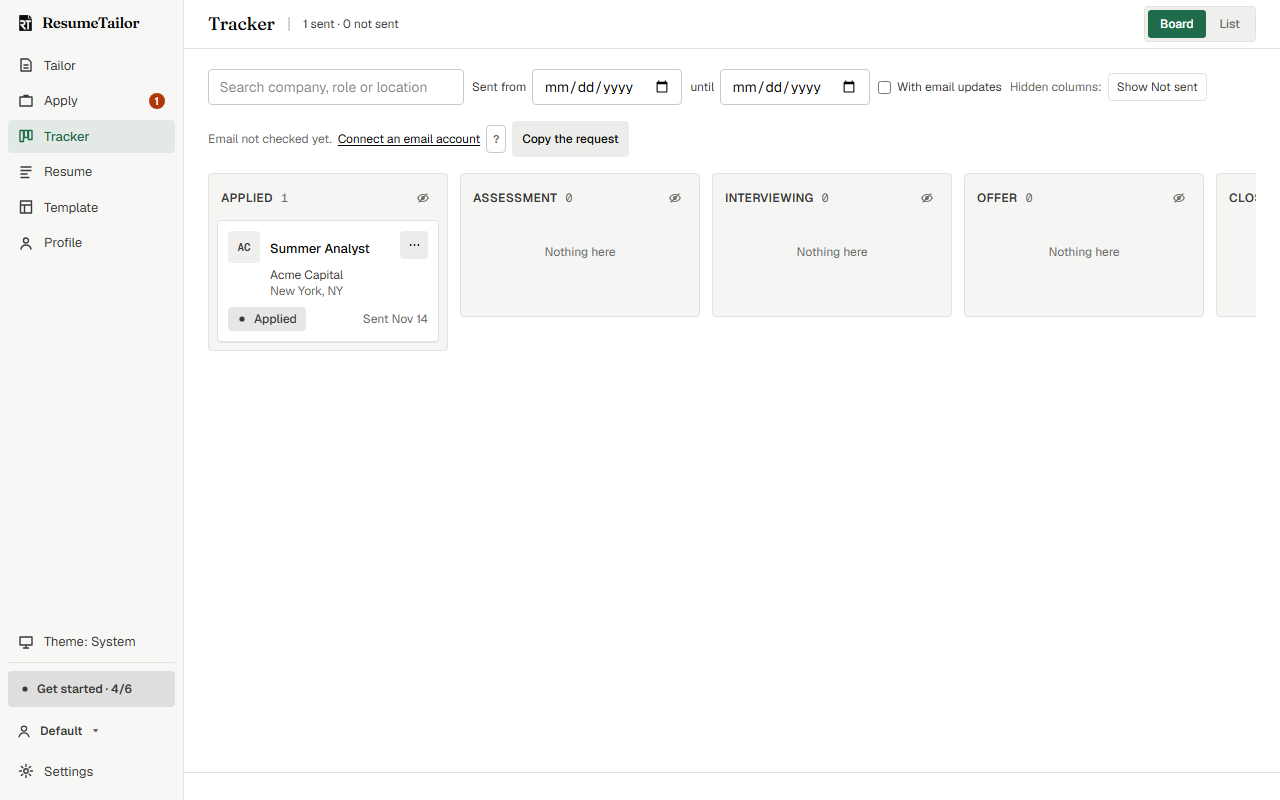 ResumeTailor
Tailor
Apply 1
Tracker
Resume
Template
Profile
Theme: System
Get started · 4/6
Default
Settings
Tracker
1 sent · 0 not sent
Board
List
Search company, role or location
Sent from mm/dd/yyyy until mm/dd/yyyy
With email updates
Hidden columns: Show Not sent
Email not checked yet. Connect an email account ? Copy the request
APPLIED 1
AC
Summer Analyst
...
Acme Capital
New York, NY
Applied
Sent Nov 14
ASSESSMENT 0
Nothing here
INTERVIEWING 0
Nothing here
OFFER 0
Nothing here
CLOS